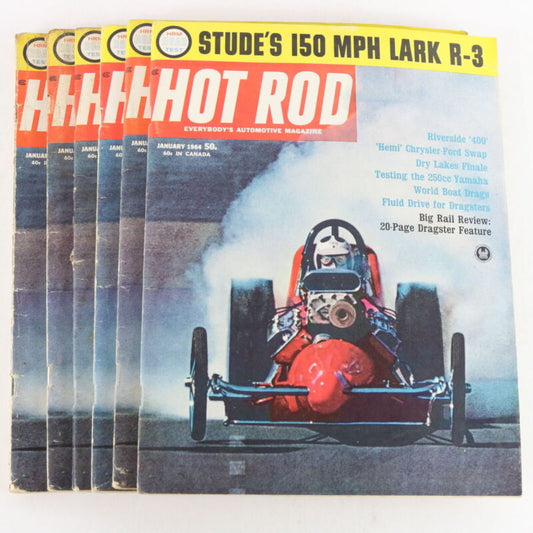 HRM
TEST
STUDE'S 150 MPH LARK R-3
HOT ROD
EVERYBODY'S AUTOMOTIVE MAGAZINE
JANUARY 1964 50¢
60¢ IN CANADA
Riverside '400'
'Hemi' Chrysler-Ford Swap
Dry Lakes Finale
Testing the 250cc Yamaha
World Boat Drags
Fluid Drive for Dragsters
Big Rail Review:
20-Page Dragster Feature